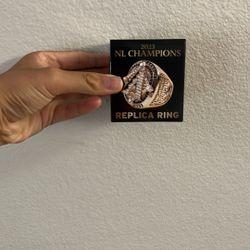 2023
NL CHAMPIONS
REPLICA RING